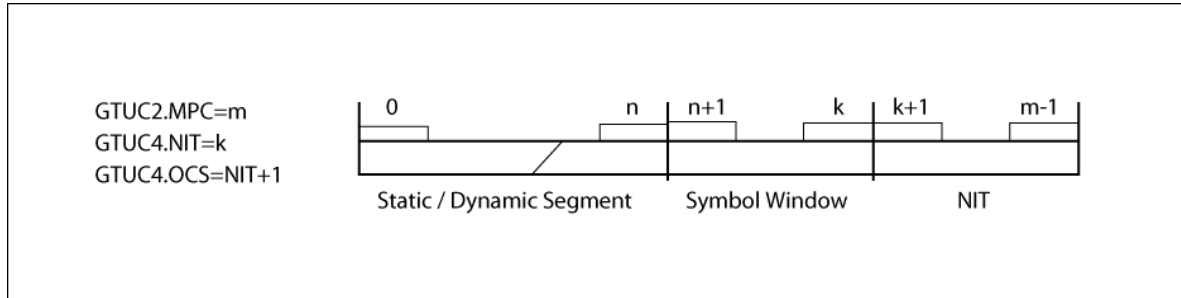 GTUC2.MPC=m
GTUC4.NIT=k
GTUC4.OCS=NIT+1
0 n n+1 k k+1 m-1
Static / Dynamic Segment Symbol Window NIT